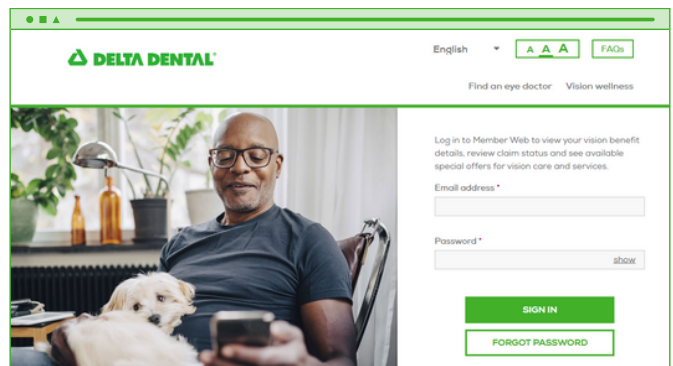 DELTA DENTAL®
English
A A A
FAQs
Find an eye doctor Vision wellness
Log in to Member Web to view your vision benefit
details, review claim status and see available
special offers for vision care and services.
Email address *
Password *
show
SIGN IN
FORGOT PASSWORD